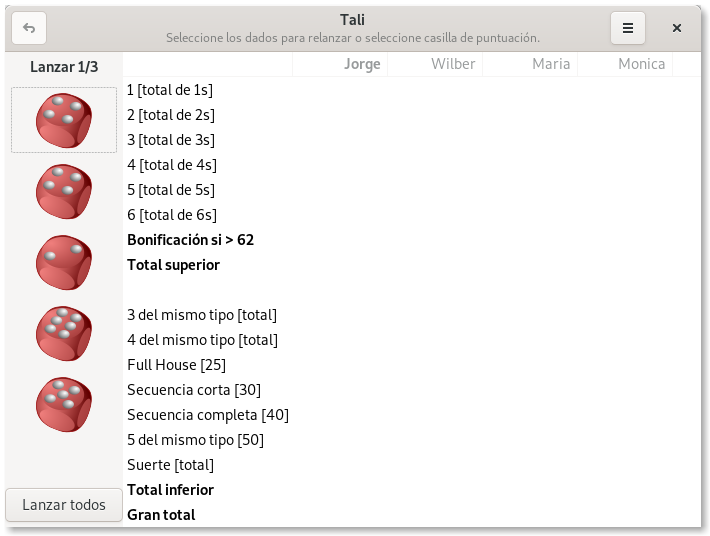 Tali
Seleccione los dados para relanzar o seleccione casilla de puntuación.
Lanzar 1/3
Jorge Wilber Maria Monica
1 [total de 1s]
2 [total de 2s]
3 [total de 3s]
4 [total de 4s]
5 [total de 5s]
6 [total de 6s]
Bonificación si > 62
Total superior
3 del mismo tipo [total]
4 del mismo tipo [total]
Full House [25]
Secuencia corta [30]
Secuencia completa [40]
5 del mismo tipo [50]
Suerte [total]
Total inferior
Gran total
Lanzar todos